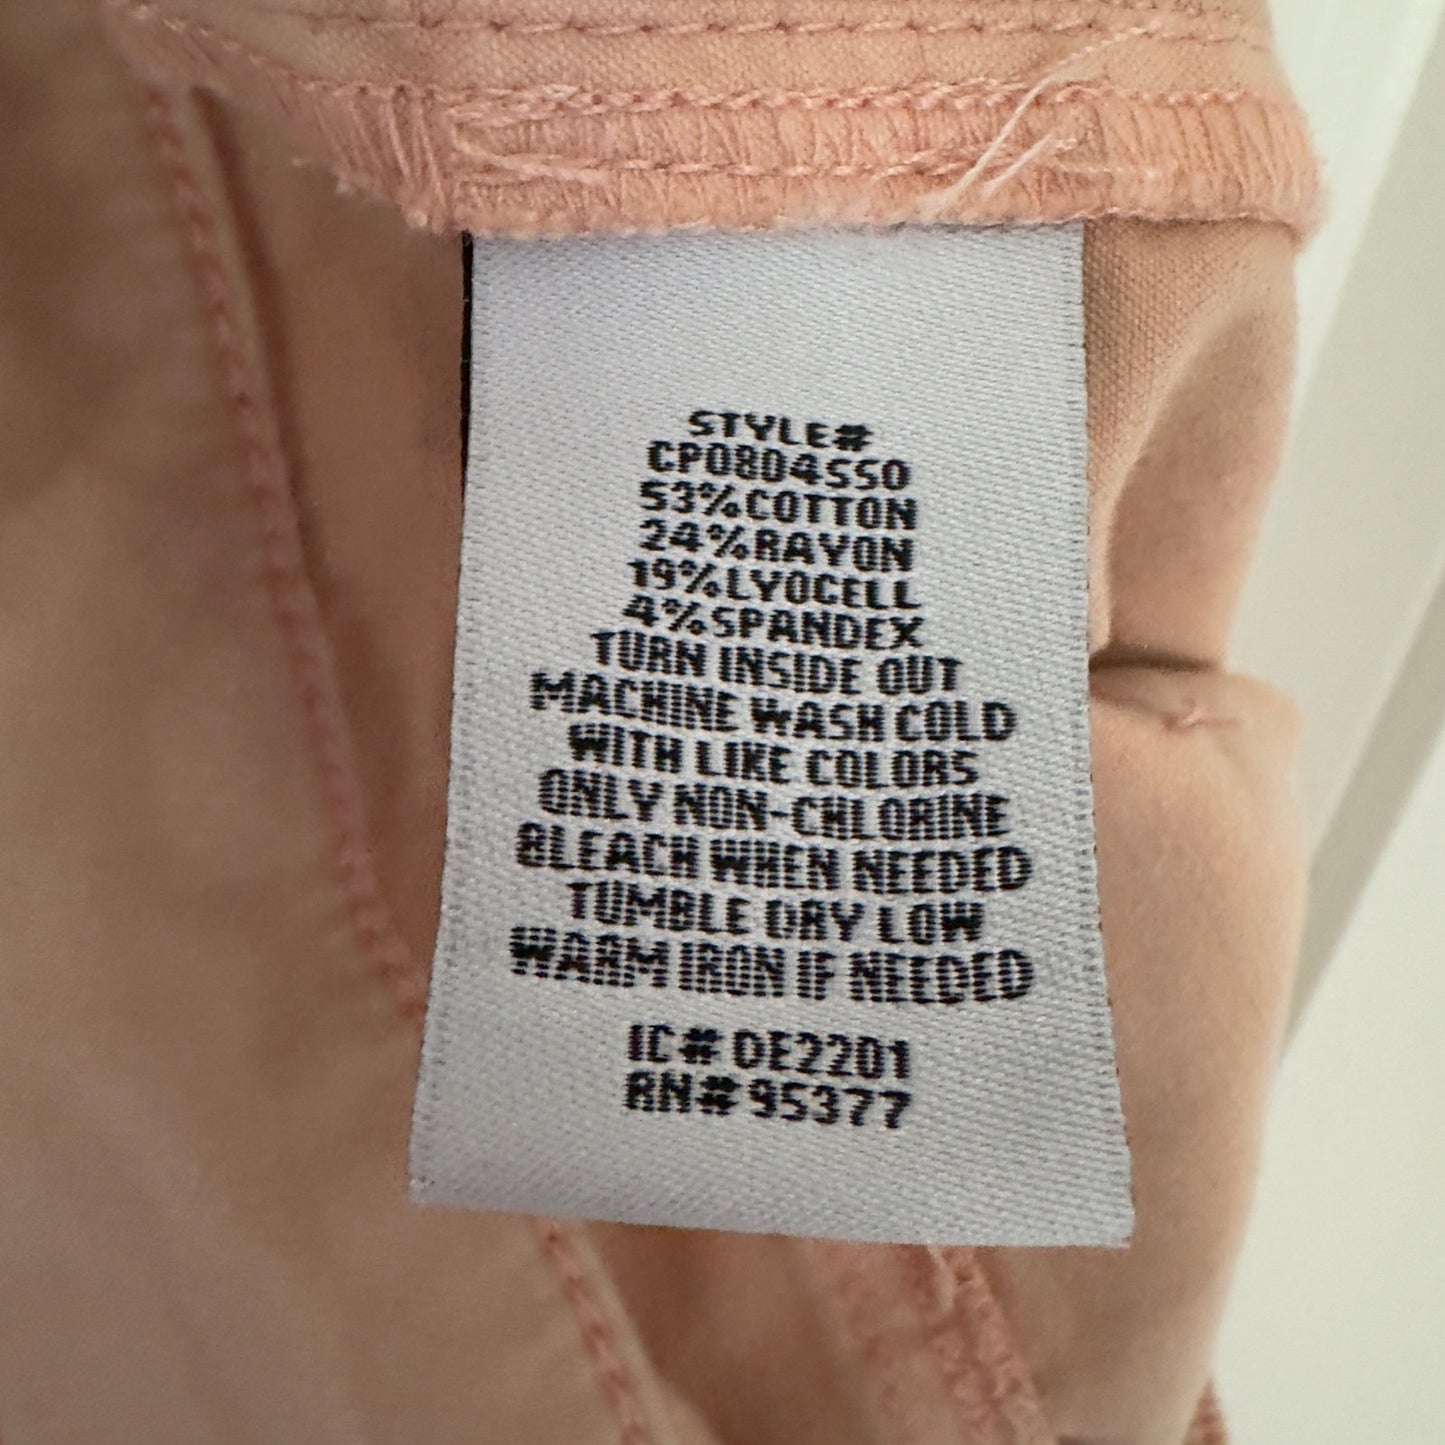 STYLE#
CP0804SS0
53%COTTON
24%RAYON
19%LYOCELL
4%SPANDEX
TURN INSIDE OUT
MACHINE WASH COLD
WITH LIKE COLORS
ONLY NON-CHLORINE
BLEACH WHEN NEEDED
TUMBLE DRY LOW
WARM IRON IF NEEDED
IC# DE2201
RN# 95377